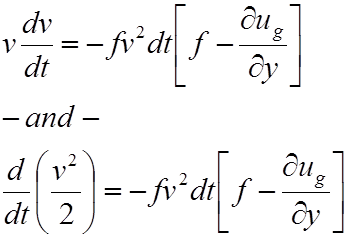 v dv/dt = −fv² dt [ f − ∂u_g/∂y ]
− and −
d/dt ( v²/2 ) = −fv² dt [ f − ∂u_g/∂y ]